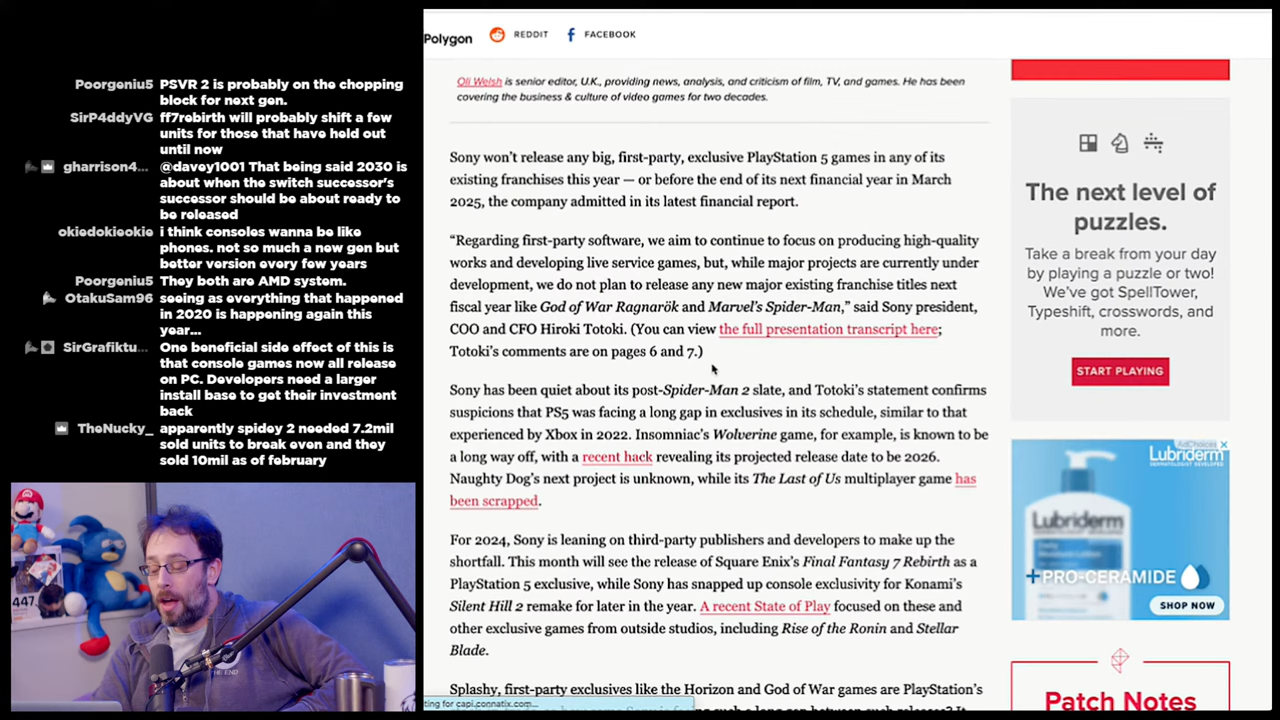 Poorgeniu5 PSVR 2 is probably on the chopping
block for next gen.
SirP4ddyVG ff7rebirth will probably shift a few
units for those that have held out
until now
gharrison4... @davey1001 That being said 2030 is
about when the switch successor's
successor should be about ready to
be released
okiedokieokie i think consoles wanna be like
phones. not so much a new gen but
better version every few years
Poorgeniu5 They both are AMD system.
OtakuSam96 seeing as everything that happened
in 2020 is happening again this
year...
SirGrafiktu... One beneficial side effect of this is
that console games now all release
on PC. Developers need a larger
install base to get their investment
back
TheNucky_ apparently spidey 2 needed 7.2mil
sold units to break even and they
sold 10mil as of february
447
THE END
Polygon REDDIT FACEBOOK
Oli Welsh is senior editor, U.K., providing news, analysis, and criticism of film, TV, and games. He has been
covering the business & culture of video games for two decades.
Sony won’t release any big, first-party, exclusive PlayStation 5 games in any of its
existing franchises this year — or before the end of its next financial year in March
2025, the company admitted in its latest financial report.
“Regarding first-party software, we aim to continue to focus on producing high-quality
works and developing live service games, but, while major projects are currently under
development, we do not plan to release any new major existing franchise titles next
fiscal year like God of War Ragnarök and Marvel’s Spider-Man,” said Sony president,
COO and CFO Hiroki Totoki. (You can view the full presentation transcript here;
Totoki’s comments are on pages 6 and 7.)
Sony has been quiet about its post-Spider-Man 2 slate, and Totoki’s statement confirms
suspicions that PS5 was facing a long gap in exclusives in its schedule, similar to that
experienced by Xbox in 2022. Insomniac’s Wolverine game, for example, is known to be
a long way off, with a recent hack revealing its projected release date to be 2026.
Naughty Dog’s next project is unknown, while its The Last of Us multiplayer game has
been scrapped.
For 2024, Sony is leaning on third-party publishers and developers to make up the
shortfall. This month will see the release of Square Enix’s Final Fantasy 7 Rebirth as a
PlayStation 5 exclusive, while Sony has snapped up console exclusivity for Konami’s
Silent Hill 2 remake for later in the year. A recent State of Play focused on these and
other exclusive games from outside studios, including Rise of the Ronin and Stellar
Blade.
Splashy, first-party exclusives like the Horizon and God of War games are PlayStation’s
ting for capi.connatix.com...
The next level of
puzzles.
Take a break from your day
by playing a puzzle or two!
We’ve got SpellTower,
Typeshift, crosswords, and
more.
START PLAYING
AdChoices
Lubriderm
DERMATOLOGIST DEVELOPED
Lubriderm
+PRO-CERAMIDE
SHOP NOW
Patch Notes